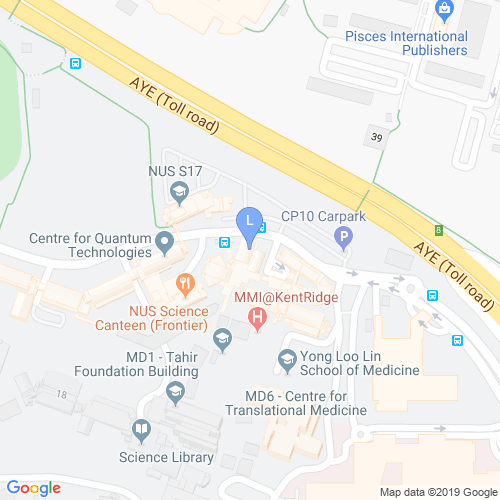 Pisces International
Publishers
AYE (Toll road)
39
NUS S17
L
CP10 Carpark
P
8
Centre for Quantum
Technologies
AYE (Toll road)
MMI@KentRidge
NUS Science
Canteen (Frontier)
H
MD1 - Tahir
Foundation Building
Yong Loo Lin
School of Medicine
18
MD6 - Centre for
Translational Medicine
Science Library
Google
Map data ©2019 Google